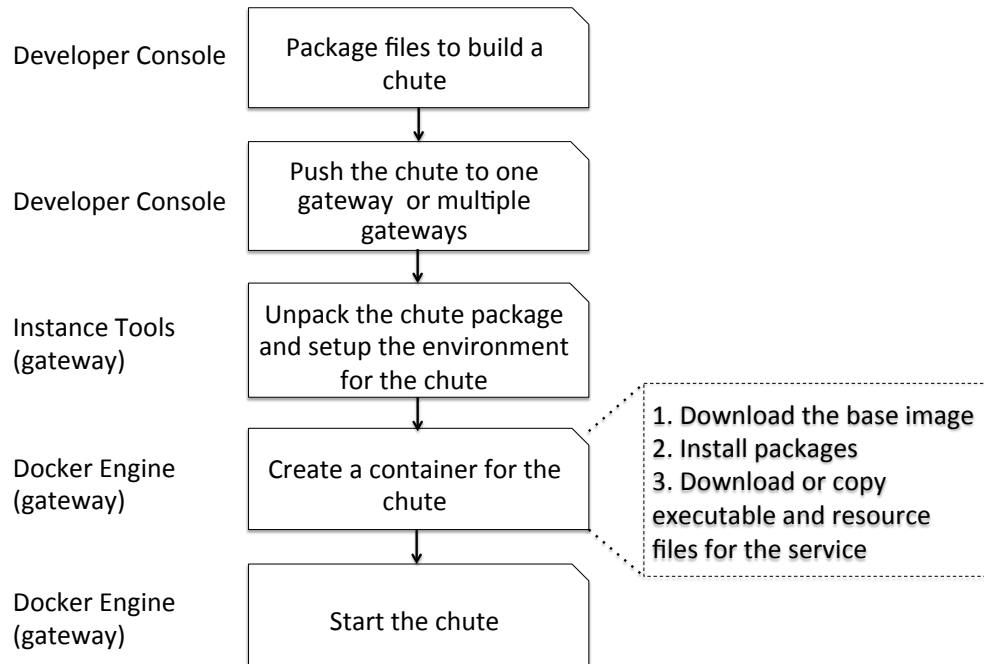 Developer Console
Package files to build a
chute
Developer Console
Push the chute to one
gateway or multiple
gateways
Instance Tools
(gateway)
Unpack the chute package
and setup the environment
for the chute
Docker Engine
(gateway)
Create a container for the
chute
1. Download the base image
2. Install packages
3. Download or copy
executable and resource
files for the service
Docker Engine
(gateway)
Start the chute